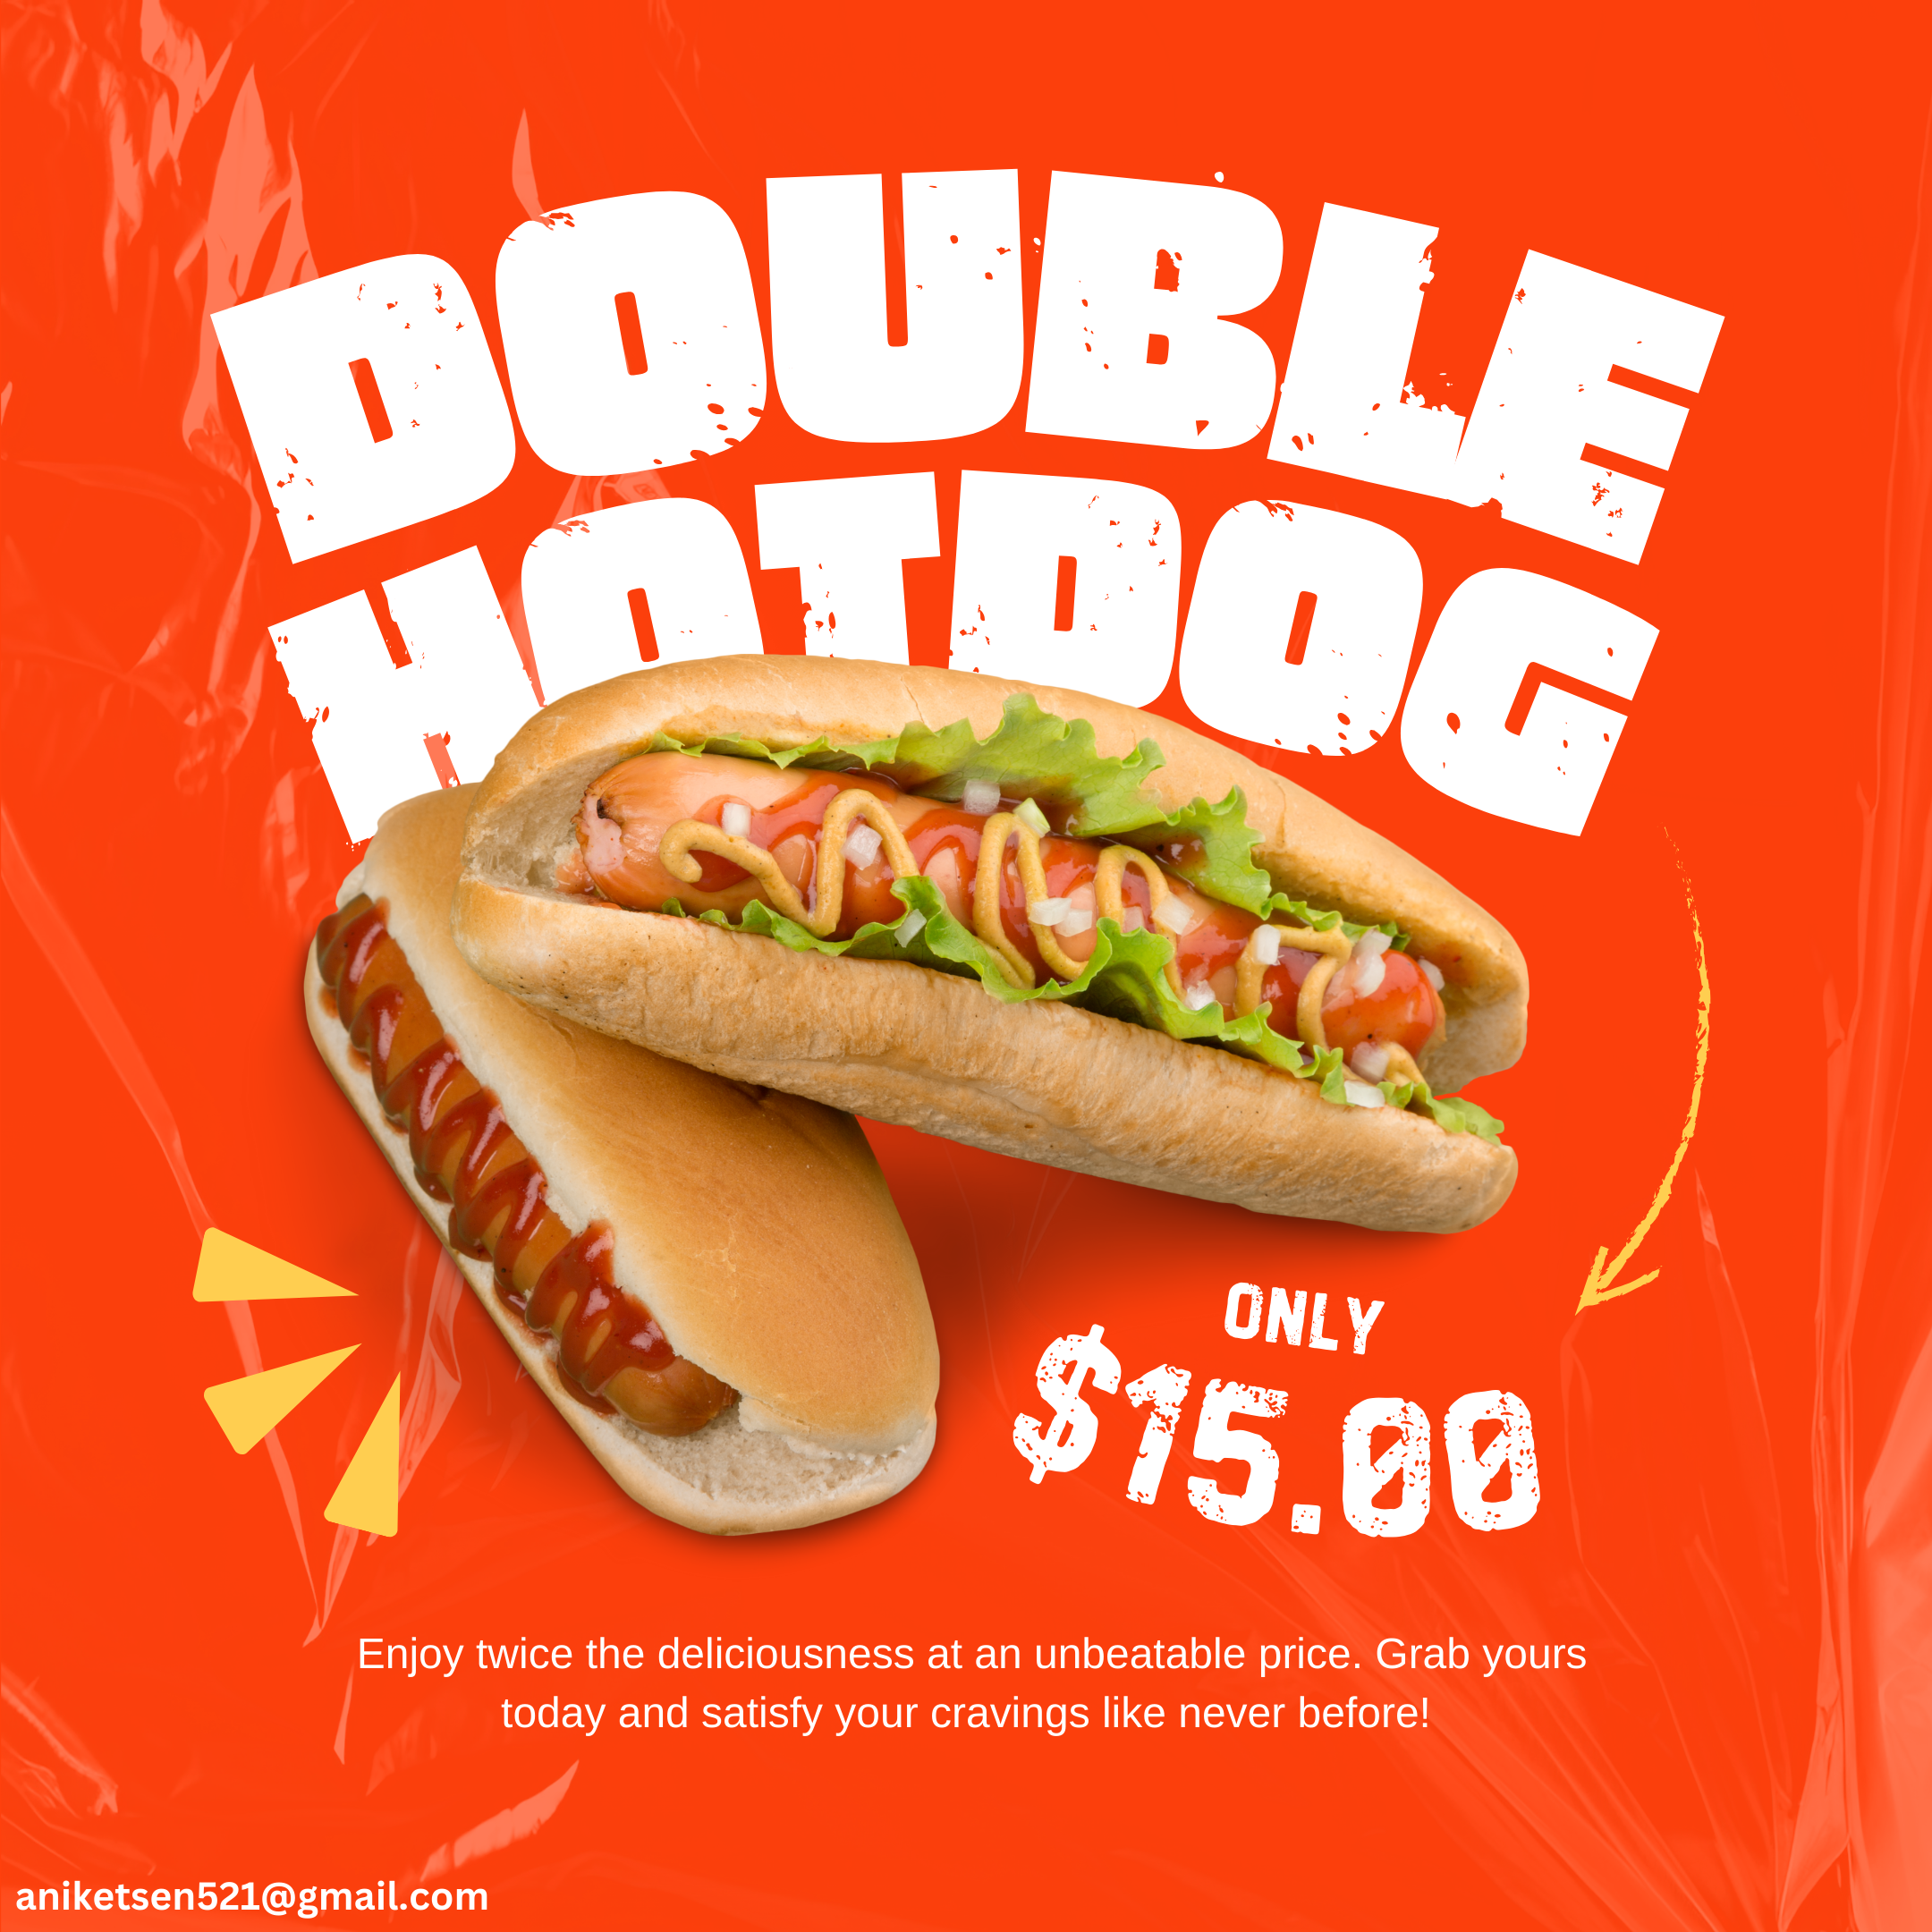 DOUBLE
HOTDOG
ONLY
$15.00
Enjoy twice the deliciousness at an unbeatable price. Grab yours
today and satisfy your cravings like never before!
aniketsen521@gmail.com